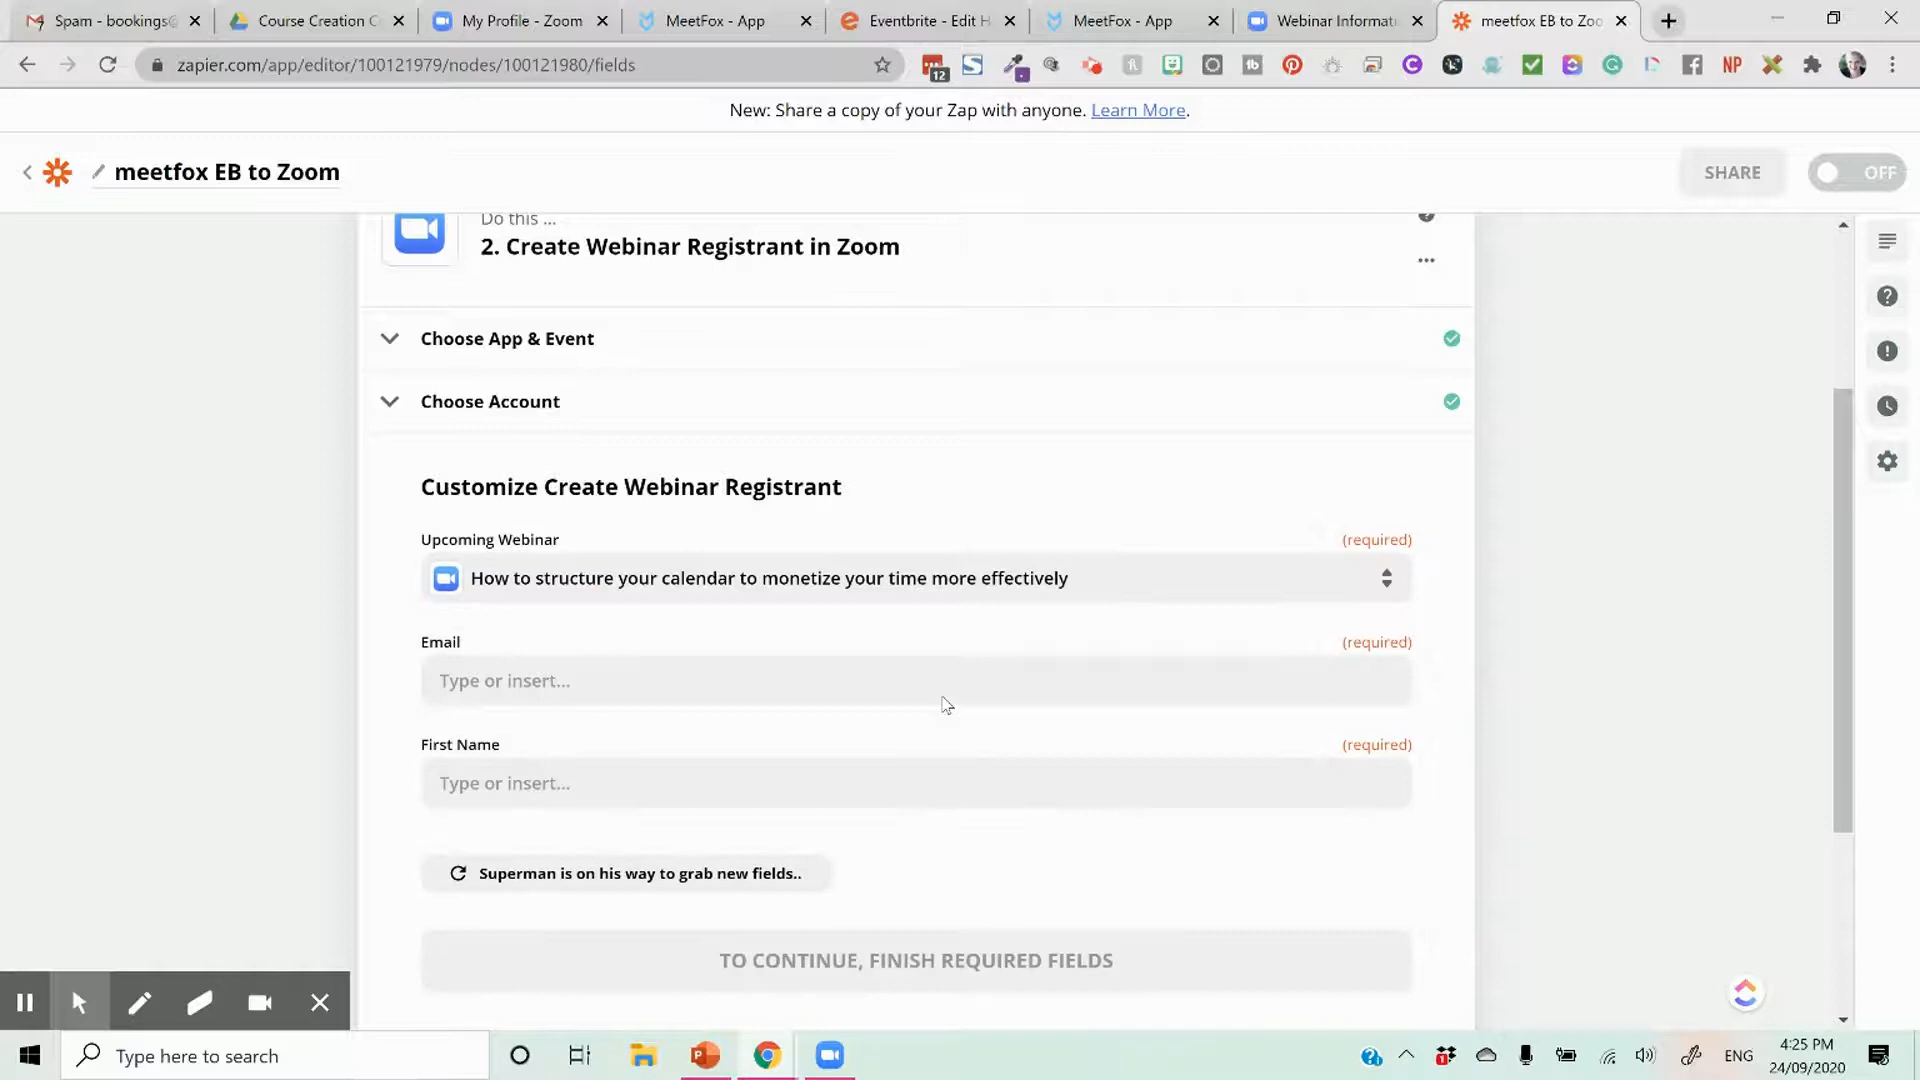 Spam - bookings@
Course Creation C
My Profile - Zoom
MeetFox - App
Eventbrite - Edit H
MeetFox - App
Webinar Informati
meetfox EB to Zoo
zapier.com/app/editor/100121979/nodes/100121980/fields
12
tb
NP
New: Share a copy of your Zap with anyone. Learn More.
meetfox EB to Zoom
SHARE
OFF
Do this ...
2. Create Webinar Registrant in Zoom
Choose App & Event
Choose Account
Customize Create Webinar Registrant
Upcoming Webinar
(required)
How to structure your calendar to monetize your time more effectively
Email
(required)
Type or insert...
First Name
(required)
Type or insert...
Superman is on his way to grab new fields..
TO CONTINUE, FINISH REQUIRED FIELDS
Type here to search
ENG
4:25 PM
24/09/2020